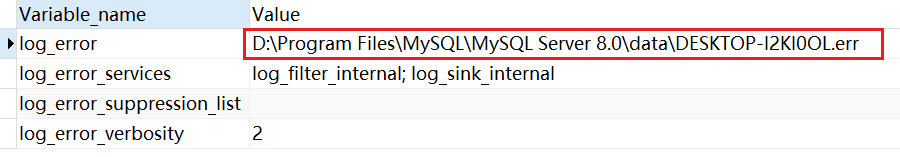 Variable_name Value
log_error D:\Program Files\MySQL\MySQL Server 8.0\data\DESKTOP-I2KI0OL.err
log_error_services log_filter_internal; log_sink_internal
log_error_suppression_list
log_error_verbosity 2